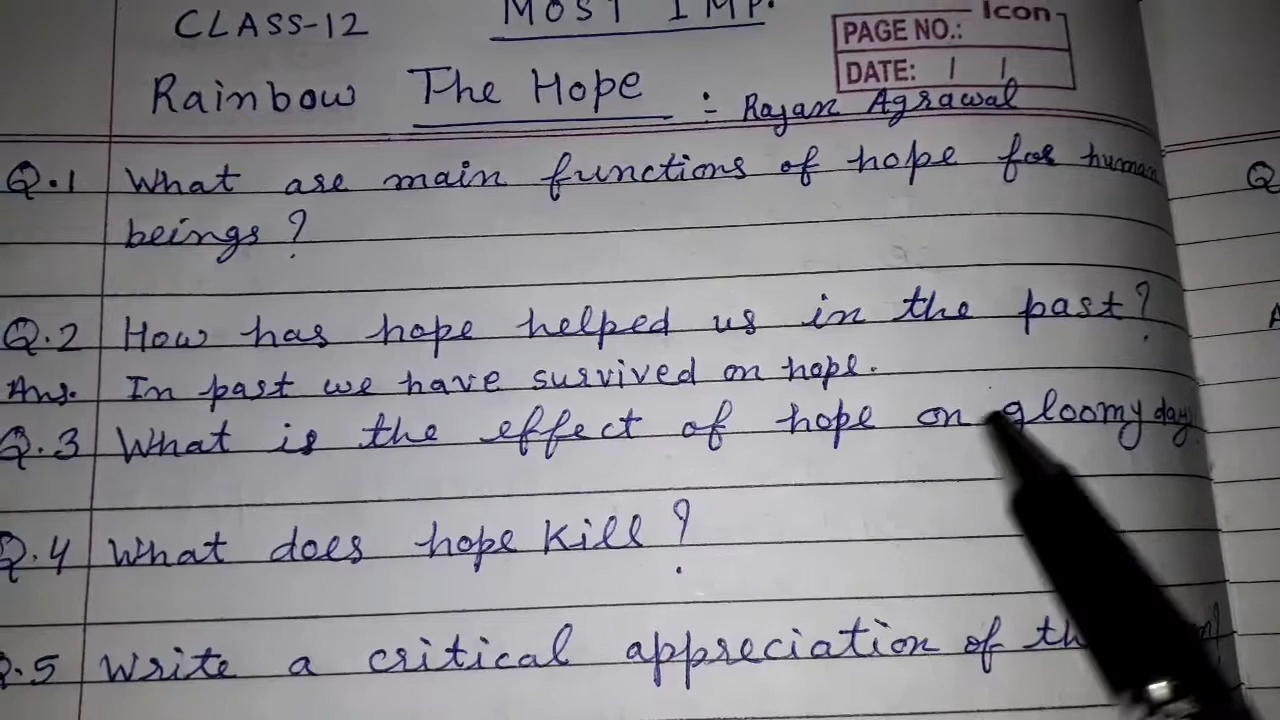 CLASS-12 MOST IMP.
Icon
PAGE NO.:
DATE: / /
Rainbow The Hope :- Rajan Agrawal
Q.1 What are main functions of hope for human
beings?
Q.2 How has hope helped us in the past?
Ans. In past we have survived on hope.
Q.3 What is the effect of hope on gloomy day
Q.4 What does hope kill?
Q.5 Write a critical appreciation of
Q